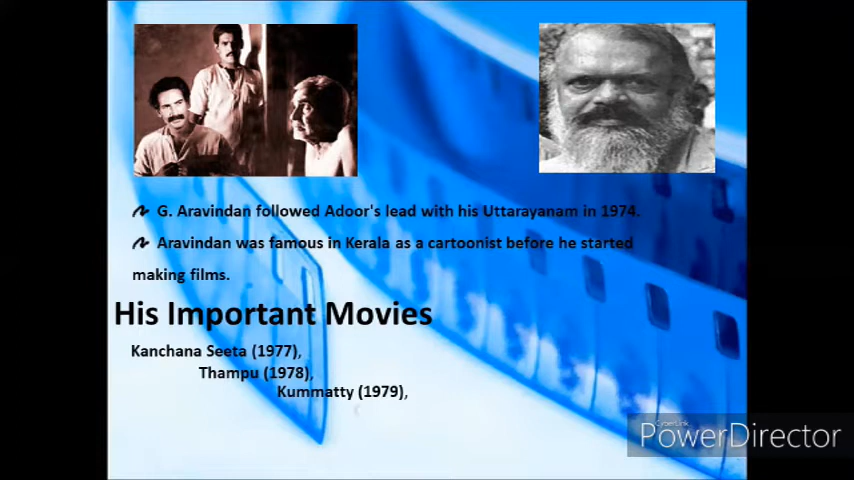 G. Aravindan followed Adoor's lead with his Uttarayanam in 1974.
Aravindan was famous in Kerala as a cartoonist before he started
making films.
His Important Movies
Kanchana Seeta (1977),
Thampu (1978),
Kummatty (1979),
CyberLink
PowerDirector